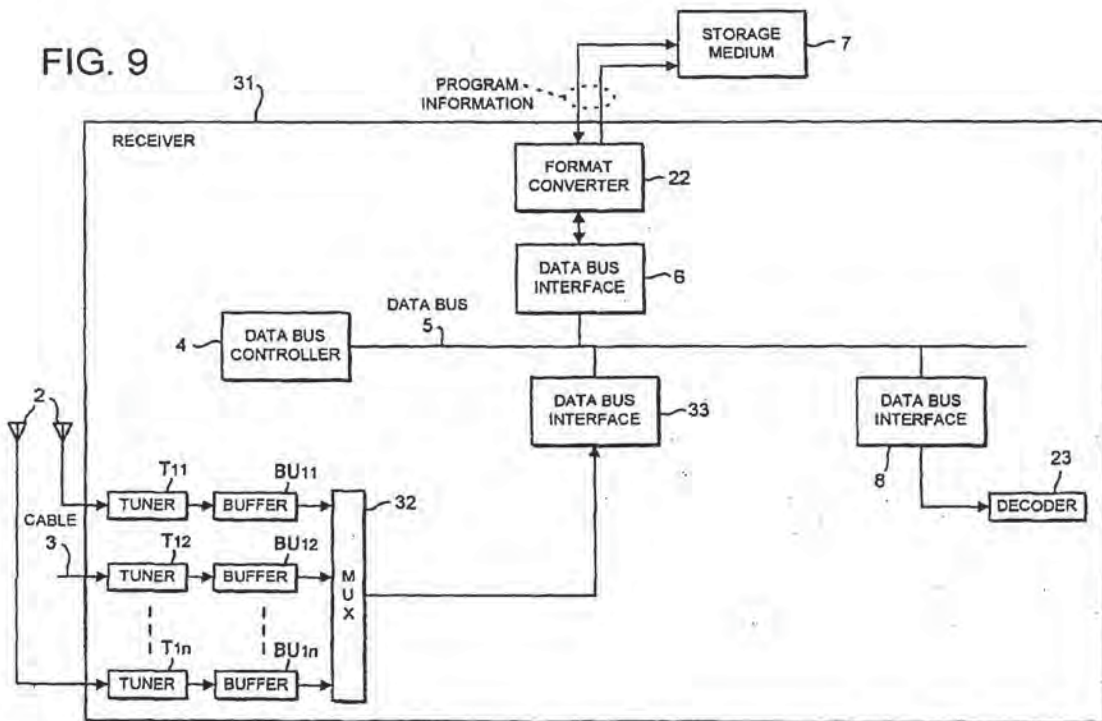 FIG. 9
STORAGE
MEDIUM
7
PROGRAM
INFORMATION
31
RECEIVER
FORMAT
CONVERTER
22
DATA BUS
INTERFACE
6
DATA BUS
5
4
DATA BUS
CONTROLLER
DATA BUS
INTERFACE
33
DATA BUS
INTERFACE
8
2
T11
BU11
32
23
TUNER
BUFFER
DECODER
CABLE
3
T12
BU12
TUNER
BUFFER
MUX
T1n
BU1n
TUNER
BUFFER